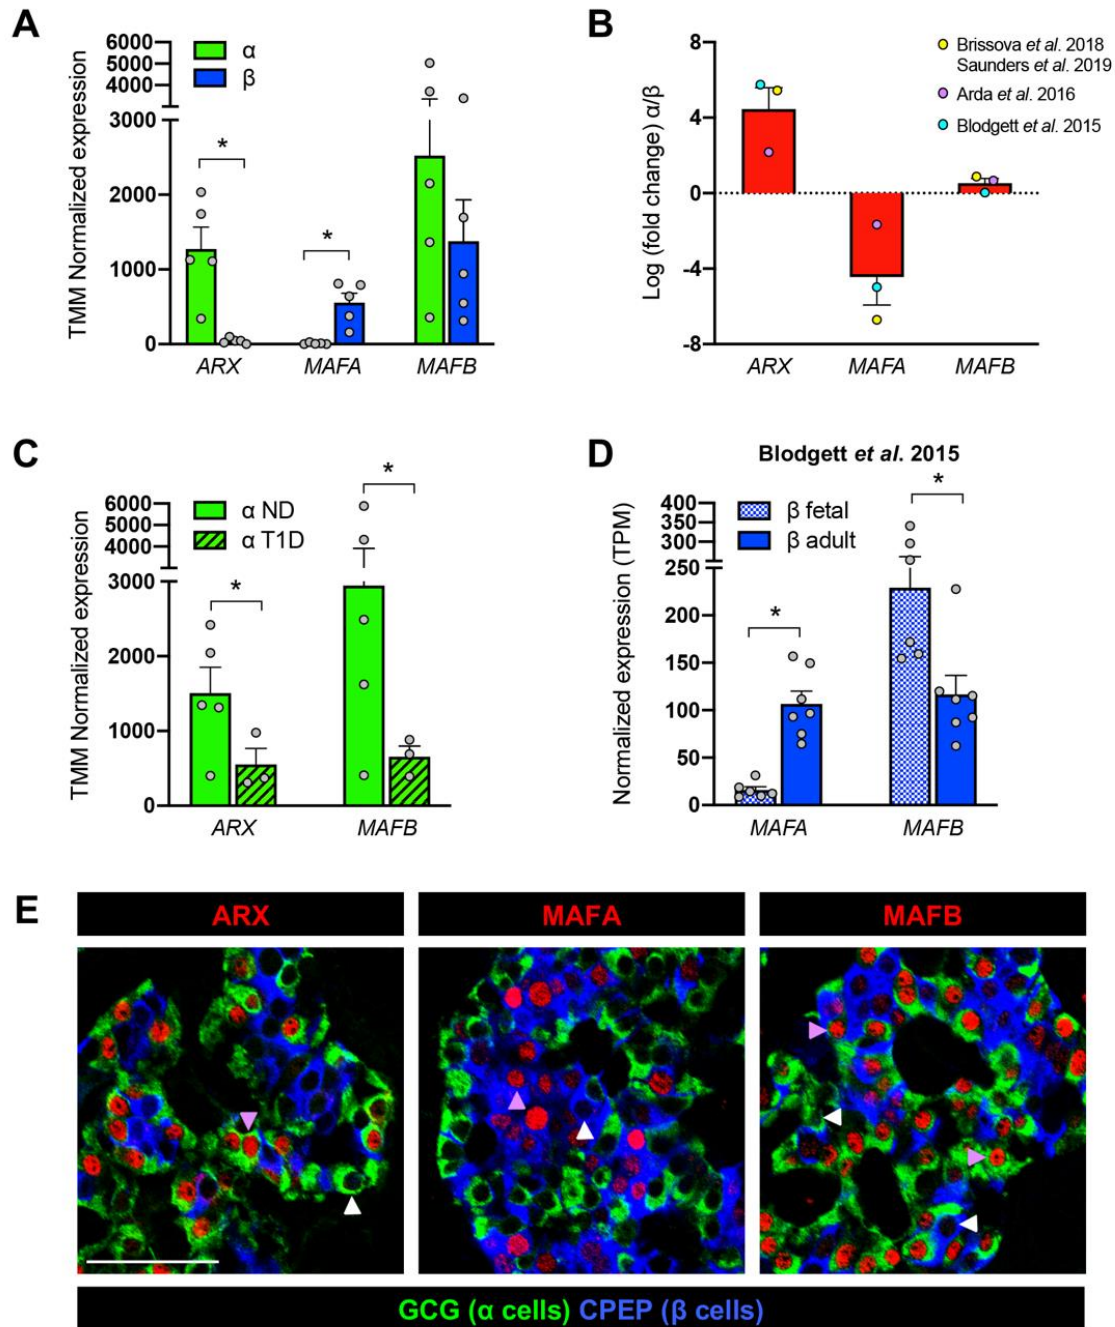 A
TMM Normalized expression
6000
5000
4000
3000
2000
1000
0
α
β
*
*
ARX
MAFA
MAFB
B
Log (fold change) α/β
8
4
0
-4
-8
Brissova et al. 2018
Saunders et al. 2019
Arda et al. 2016
Blodgett et al. 2015
ARX
MAFA
MAFB
C
TMM Normalized expression
6000
5000
4000
3000
2000
1000
0
α ND
α T1D
*
*
ARX
MAFB
D
Blodgett et al. 2015
Normalized expression (TPM)
400
350
300
250
200
150
100
50
0
β fetal
β adult
*
*
MAFA
MAFB
E
ARX
MAFA
MAFB
GCG (α cells) CPEP (β cells)